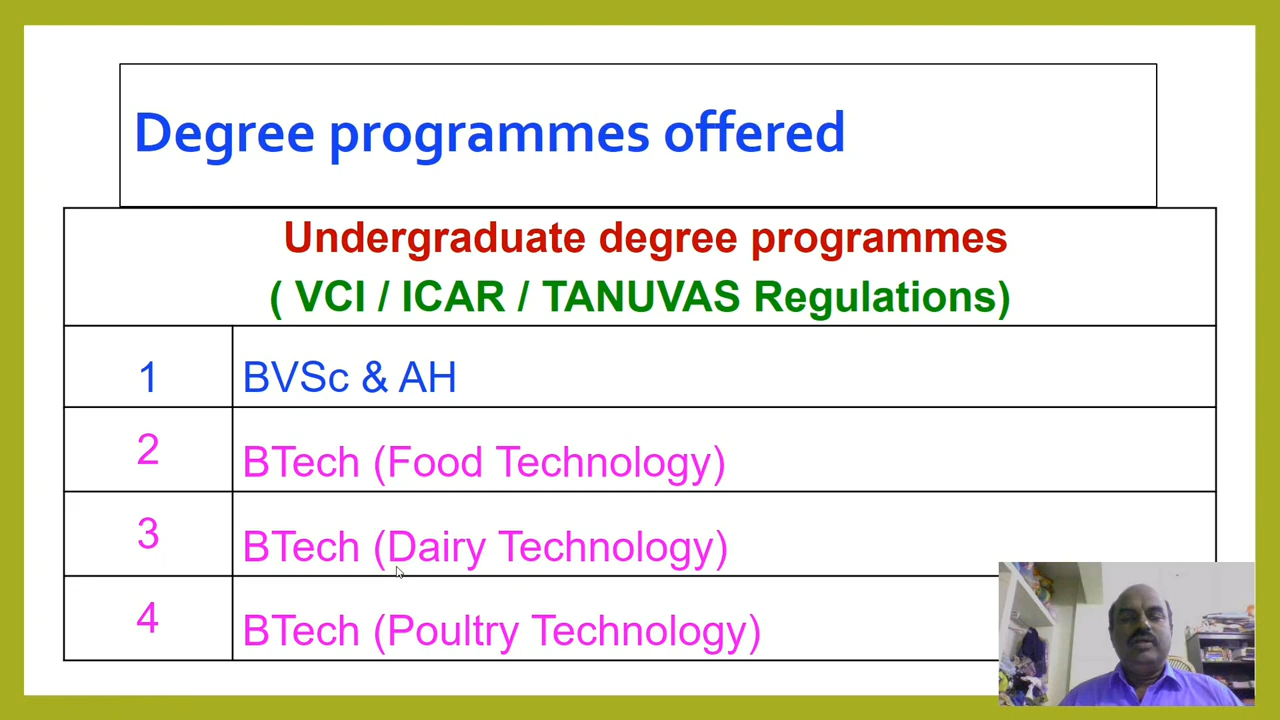 Degree programmes offered
Undergraduate degree programmes
( VCI / ICAR / TANUVAS Regulations)
1 BVSc & AH
2 BTech (Food Technology)
3 BTech (Dairy Technology)
4 BTech (Poultry Technology)